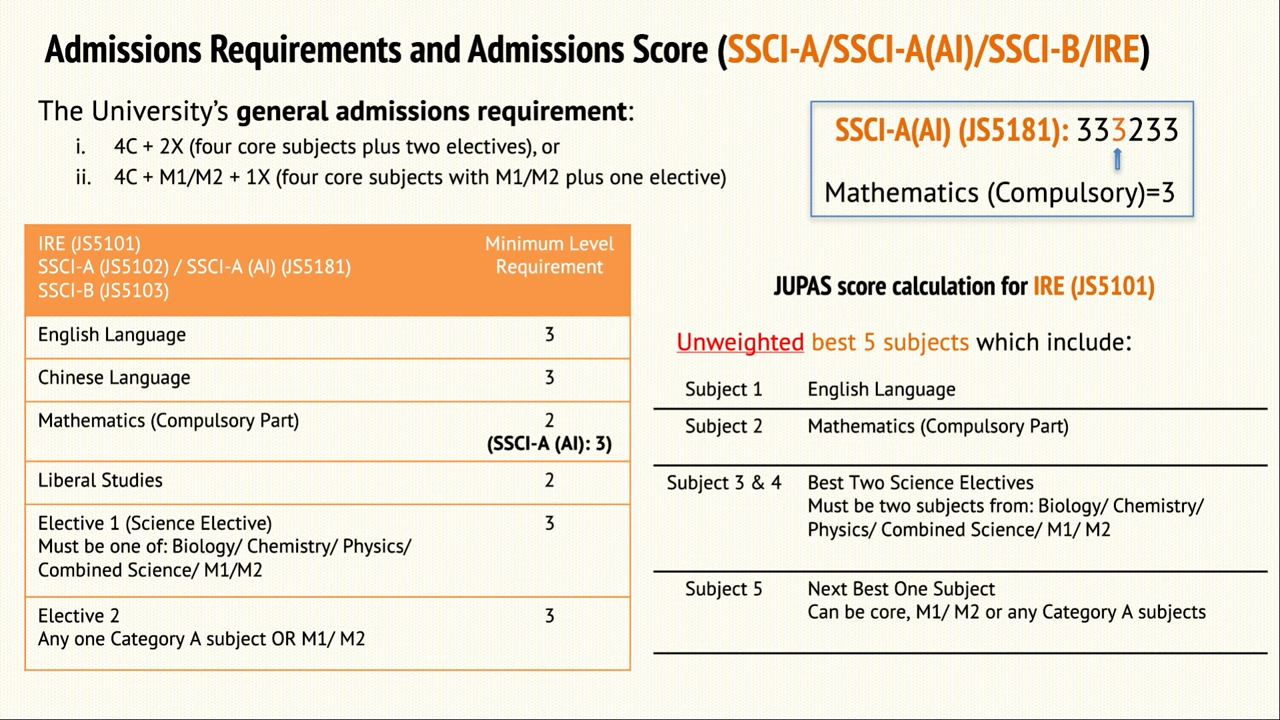 Admissions Requirements and Admissions Score (SSCI-A/SSCI-A(AI)/SSCI-B/IRE)
The University's general admissions requirement:
i. 4C + 2X (four core subjects plus two electives), or
ii. 4C + M1/M2 + 1X (four core subjects with M1/M2 plus one elective)
SSCI-A(AI) (JS5181): 333233
Mathematics (Compulsory)=3
IRE (JS5101)
SSCI-A (JS5102) / SSCI-A (AI) (JS5181)
SSCI-B (JS5103)
Minimum Level
Requirement
English Language 3
Chinese Language 3
Mathematics (Compulsory Part) 2
(SSCI-A (AI): 3)
Liberal Studies 2
Elective 1 (Science Elective) 3
Must be one of: Biology/ Chemistry/ Physics/
Combined Science/ M1/M2
Elective 2 3
Any one Category A subject OR M1/ M2
JUPAS score calculation for IRE (JS5101)
Unweighted best 5 subjects which include:
Subject 1 English Language
Subject 2 Mathematics (Compulsory Part)
Subject 3 & 4 Best Two Science Electives
Must be two subjects from: Biology/ Chemistry/
Physics/ Combined Science/ M1/ M2
Subject 5 Next Best One Subject
Can be core, M1/ M2 or any Category A subjects